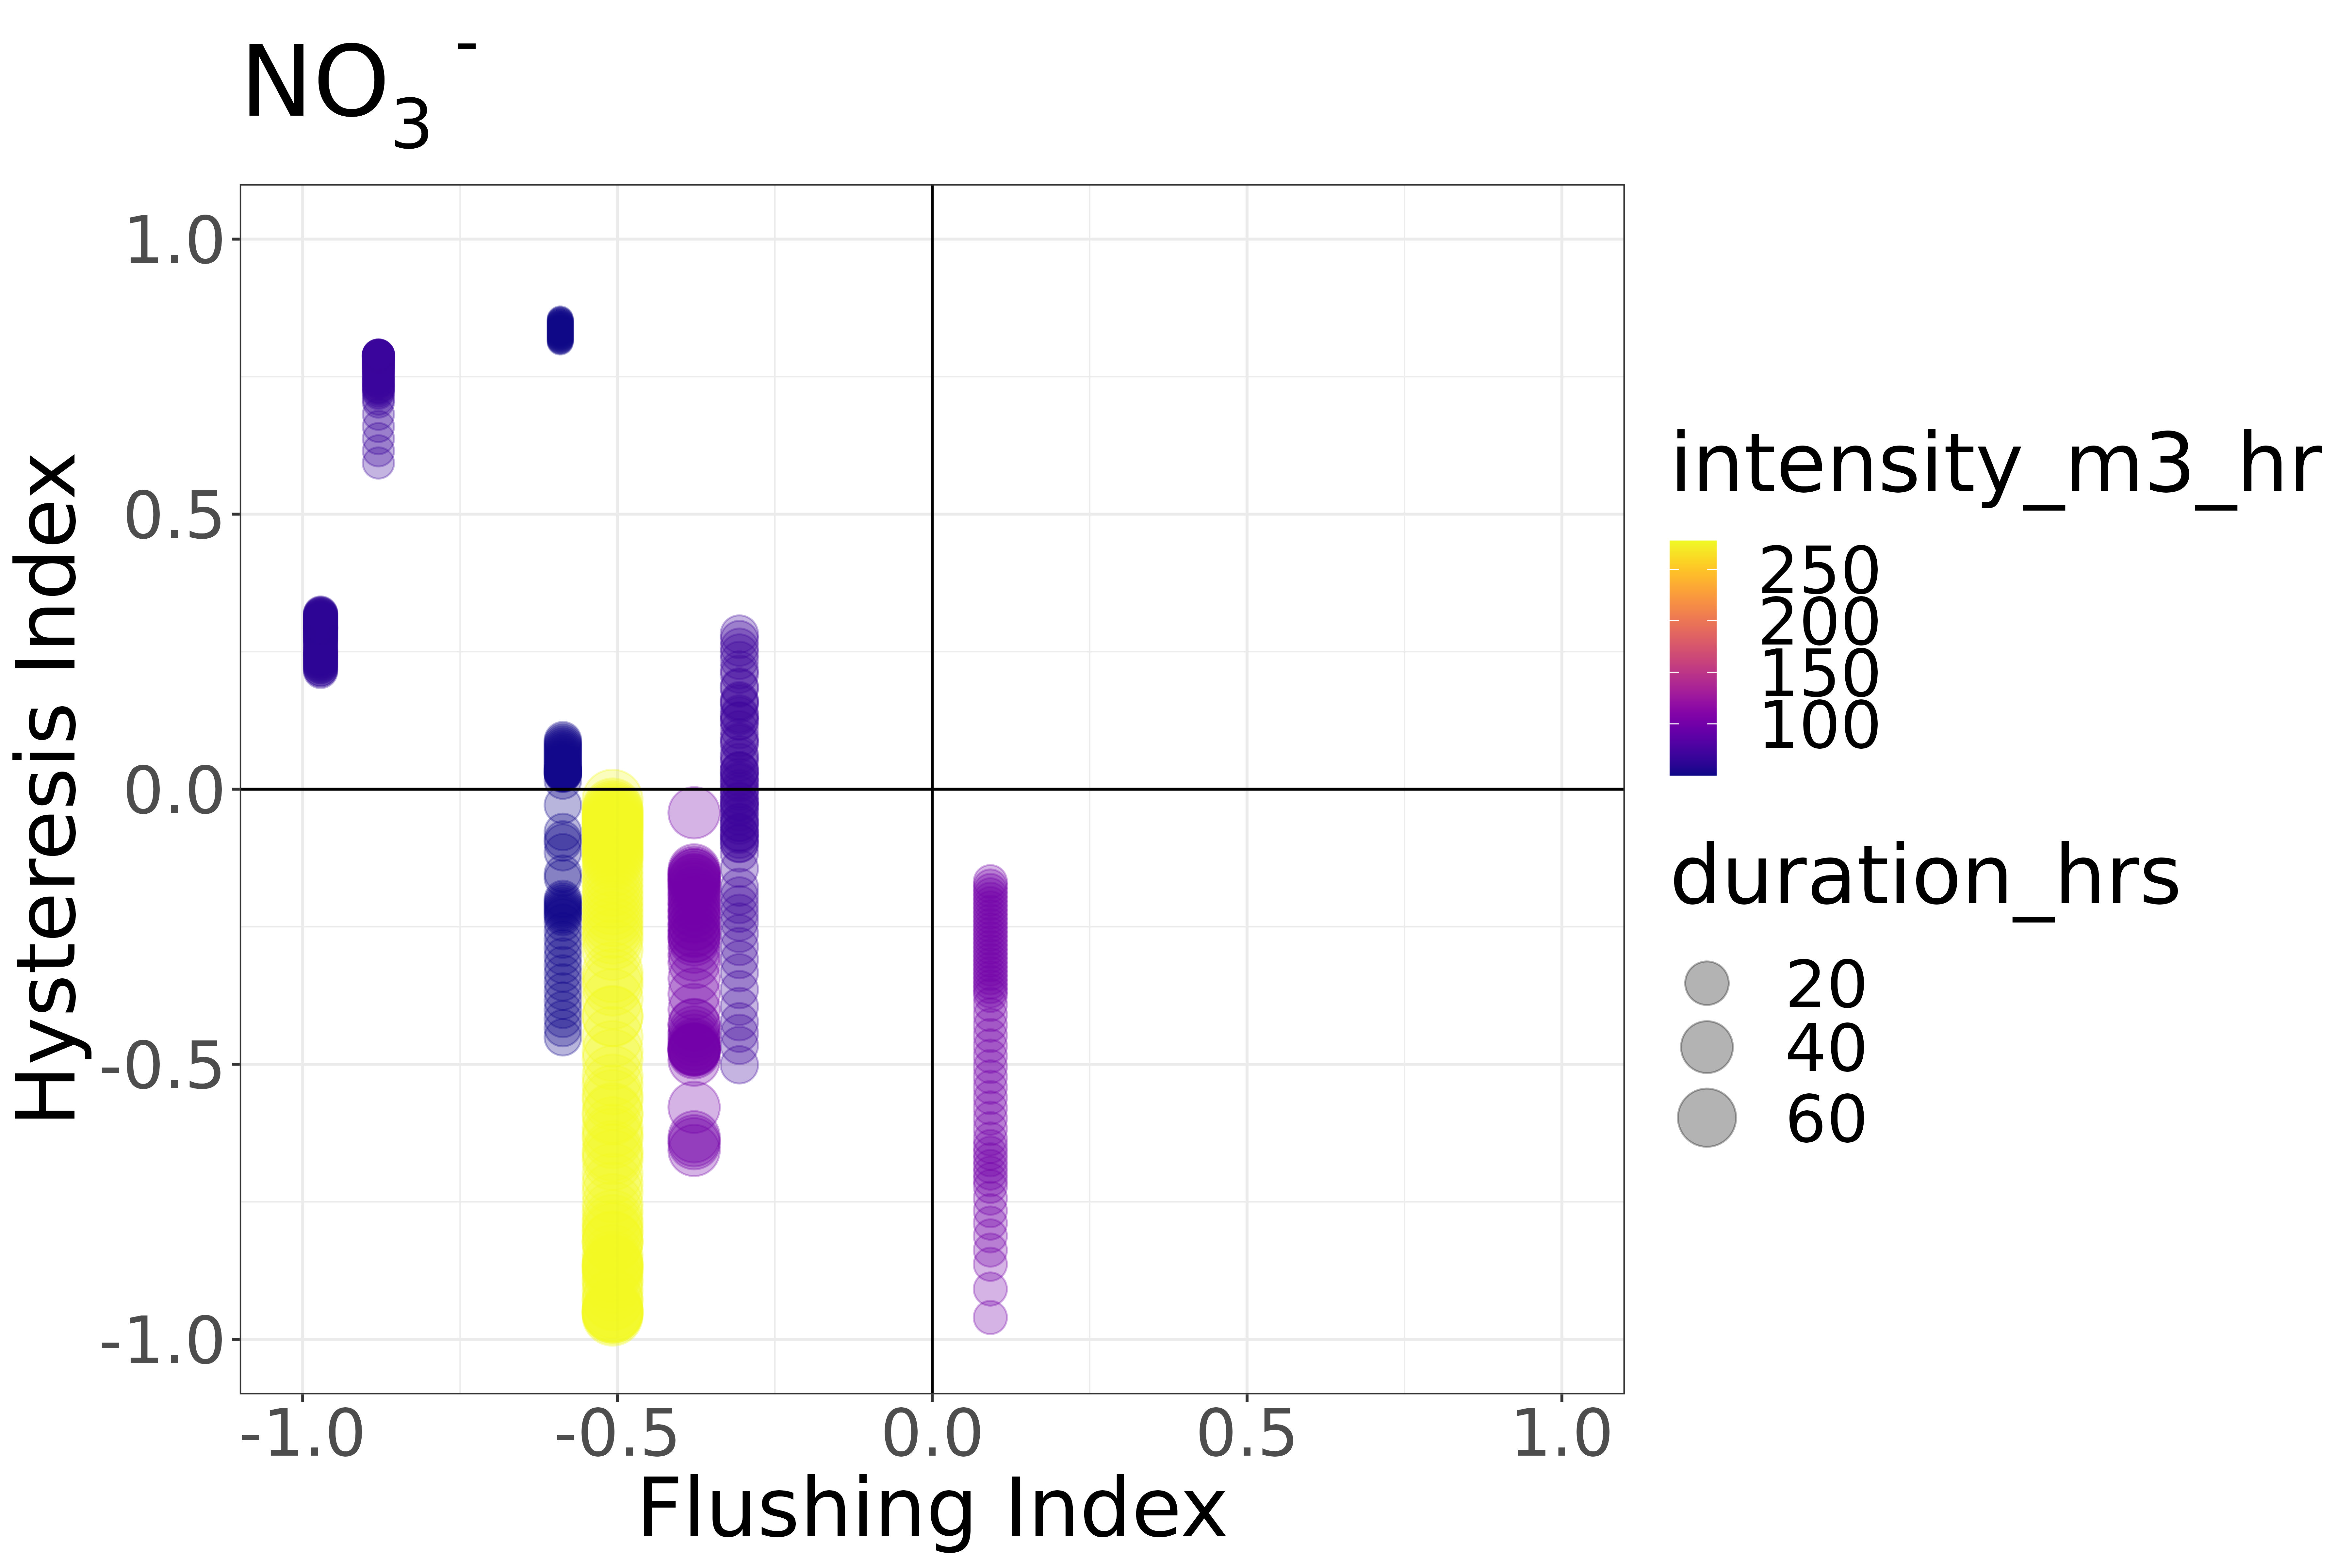 NO₃⁻
Hysteresis Index
1.0
0.5
0.0
-0.5
-1.0
-1.0 -0.5 0.0 0.5 1.0
Flushing Index
intensity_m3_hr
250
200
150
100
duration_hrs
20
40
60